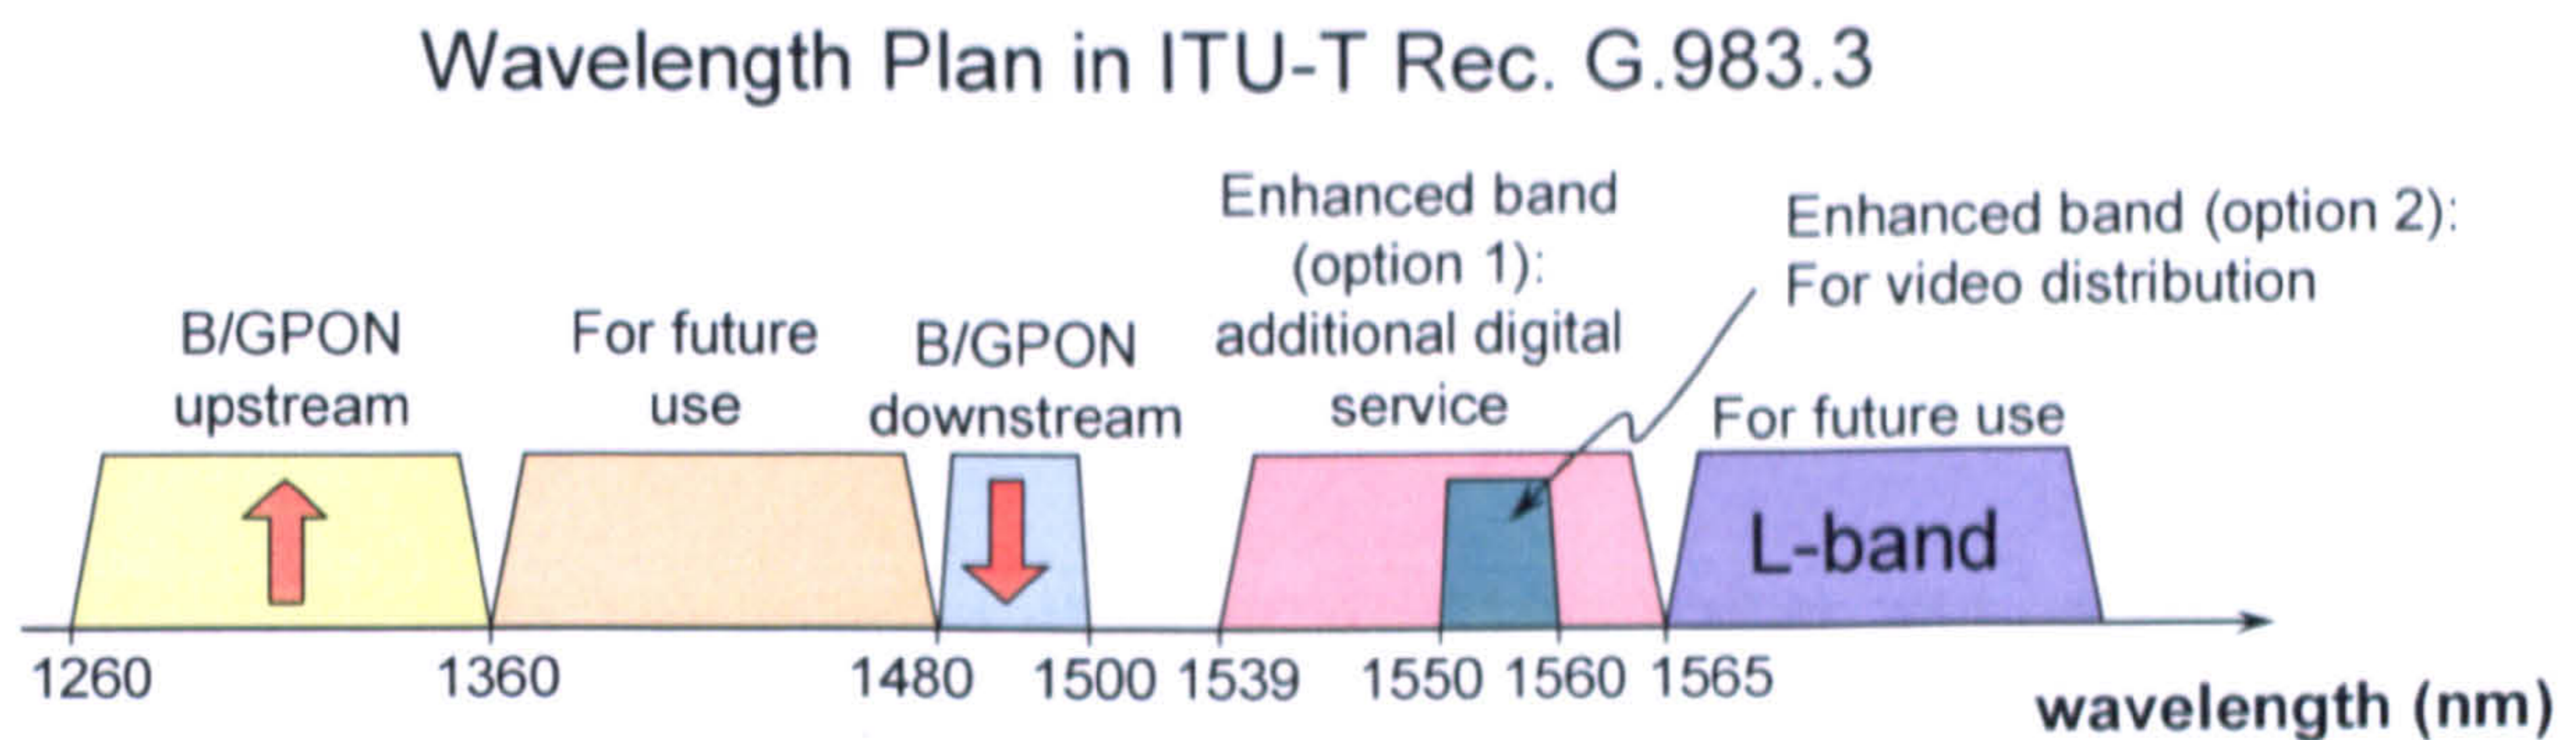 Wavelength Plan in ITU-T Rec. G.983.3
B/GPON
upstream
For future
use
B/GPON
downstream
Enhanced band
(option 1):
additional digital
service
Enhanced band (option 2):
For video distribution
For future use
L-band
1260 1360 1480 1500 1539 1550 1560 1565
wavelength (nm)